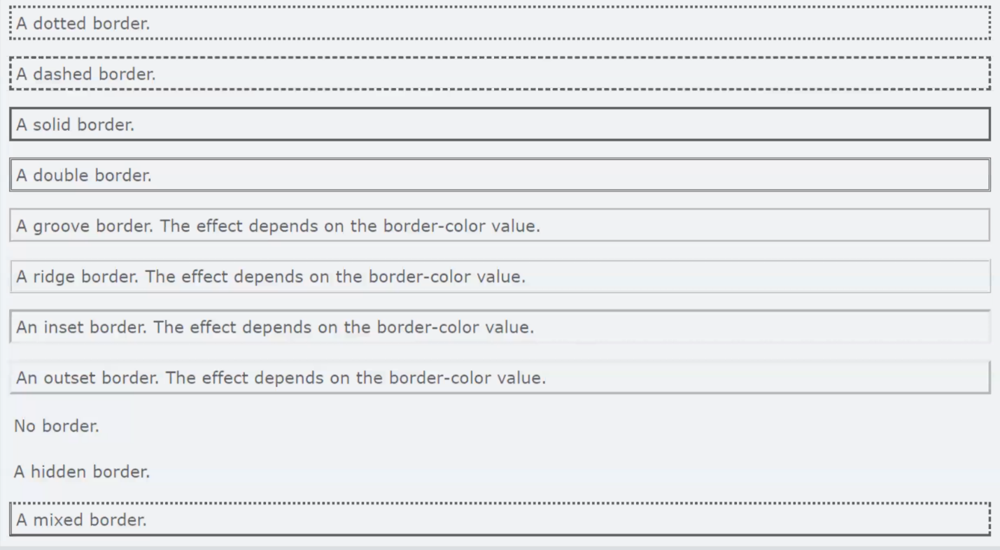 A dotted border.
A dashed border.
A solid border.
A double border.
A groove border. The effect depends on the border-color value.
A ridge border. The effect depends on the border-color value.
An inset border. The effect depends on the border-color value.
An outset border. The effect depends on the border-color value.
No border.
A hidden border.
A mixed border.